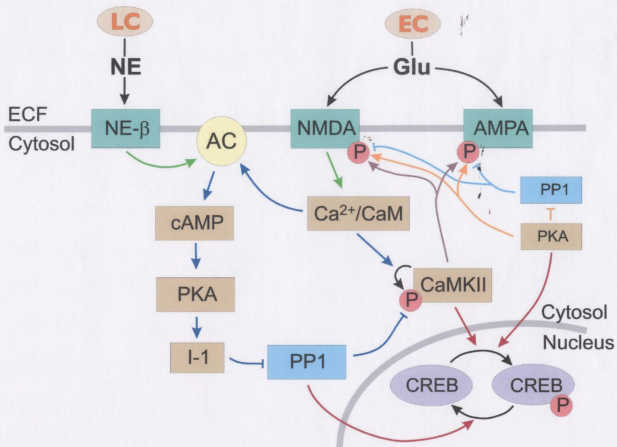 LC
EC
NE
Glu
ECF
Cytosol
NE-β
AC
NMDA
AMPA
P
P
PP1
cAMP
Ca²⁺/CaM
PKA
PKA
CaMKII
P
Cytosol
Nucleus
I-1
PP1
CREB
CREB
P